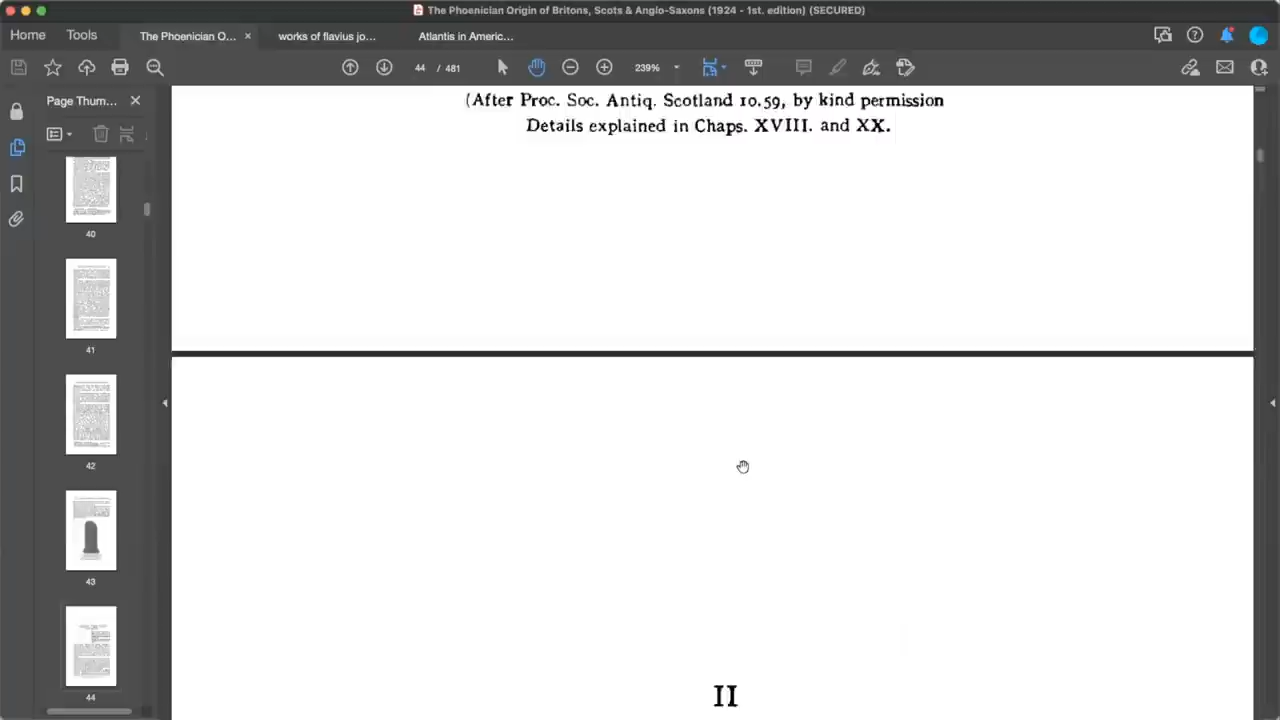 The Phoenician Origin of Britons, Scots & Anglo-Saxons (1924 - 1st. edition) (SECURED)
Home
Tools
The Phoenician O...
works of flavius jo...
Atlantis in Americ...
44 / 481
239%
Page Thum...
40
41
42
43
44
(After Proc. Soc. Antiq. Scotland 10.59, by kind permission
Details explained in Chaps. XVIII. and XX.
II